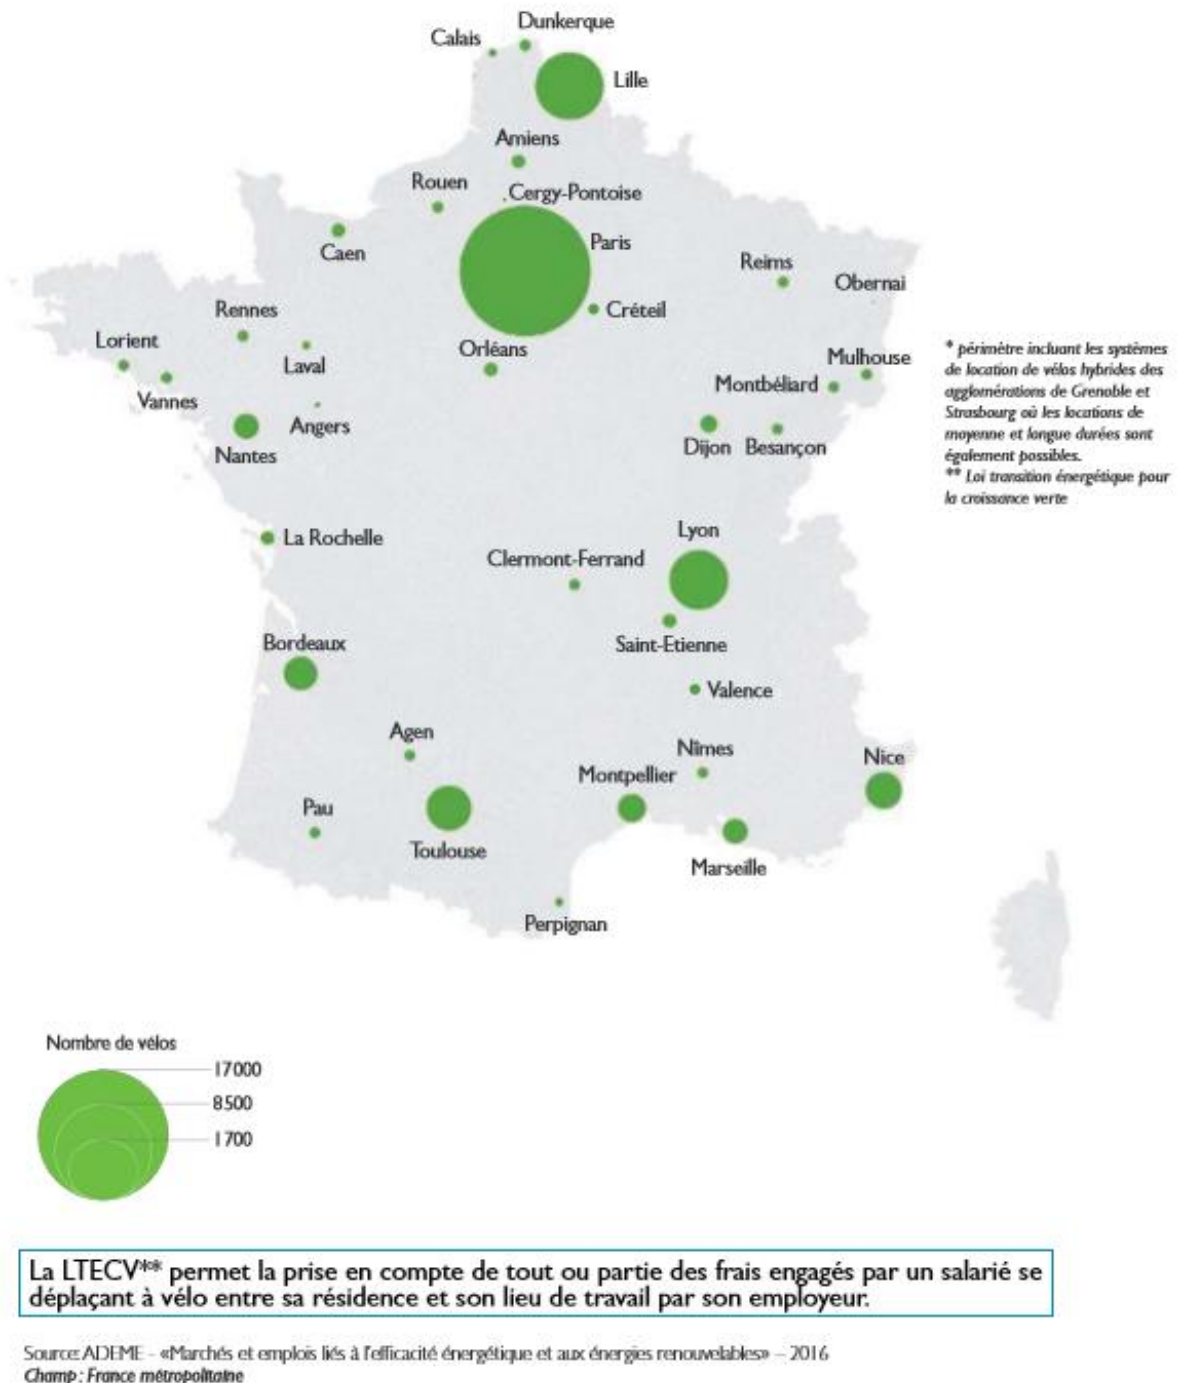 Dunkerque
Calais
Lille
Amiens
Rouen
Cergy-Pontoise
Caen
Paris
Reims
Obernai
Créteil
Rennes
Lorient
Laval
Orléans
Mulhouse
Montbéliard
Vannes
Angers
Nantes
Dijon
Besançon
* périmètre incluant les systèmes
de location de vélos hybrides des
agglomérations de Grenoble et
Strasbourg où les locations de
moyenne et longue durées sont
également possibles.
** Loi transition énergétique pour
la croissance verte
La Rochelle
Lyon
Clermont-Ferrand
Saint-Etienne
Bordeaux
Valence
Agen
Nîmes
Nice
Montpellier
Pau
Toulouse
Marseille
Perpignan
Nombre de vélos
17000
8500
1700
La LTECV** permet la prise en compte de tout ou partie des frais engagés par un salarié se
déplaçant à vélo entre sa résidence et son lieu de travail par son employeur.
Source: ADEME - «Marchés et emplois liés à l'efficacité énergétique et aux énergies renouvelables» – 2016
Champ : France métropolitaine